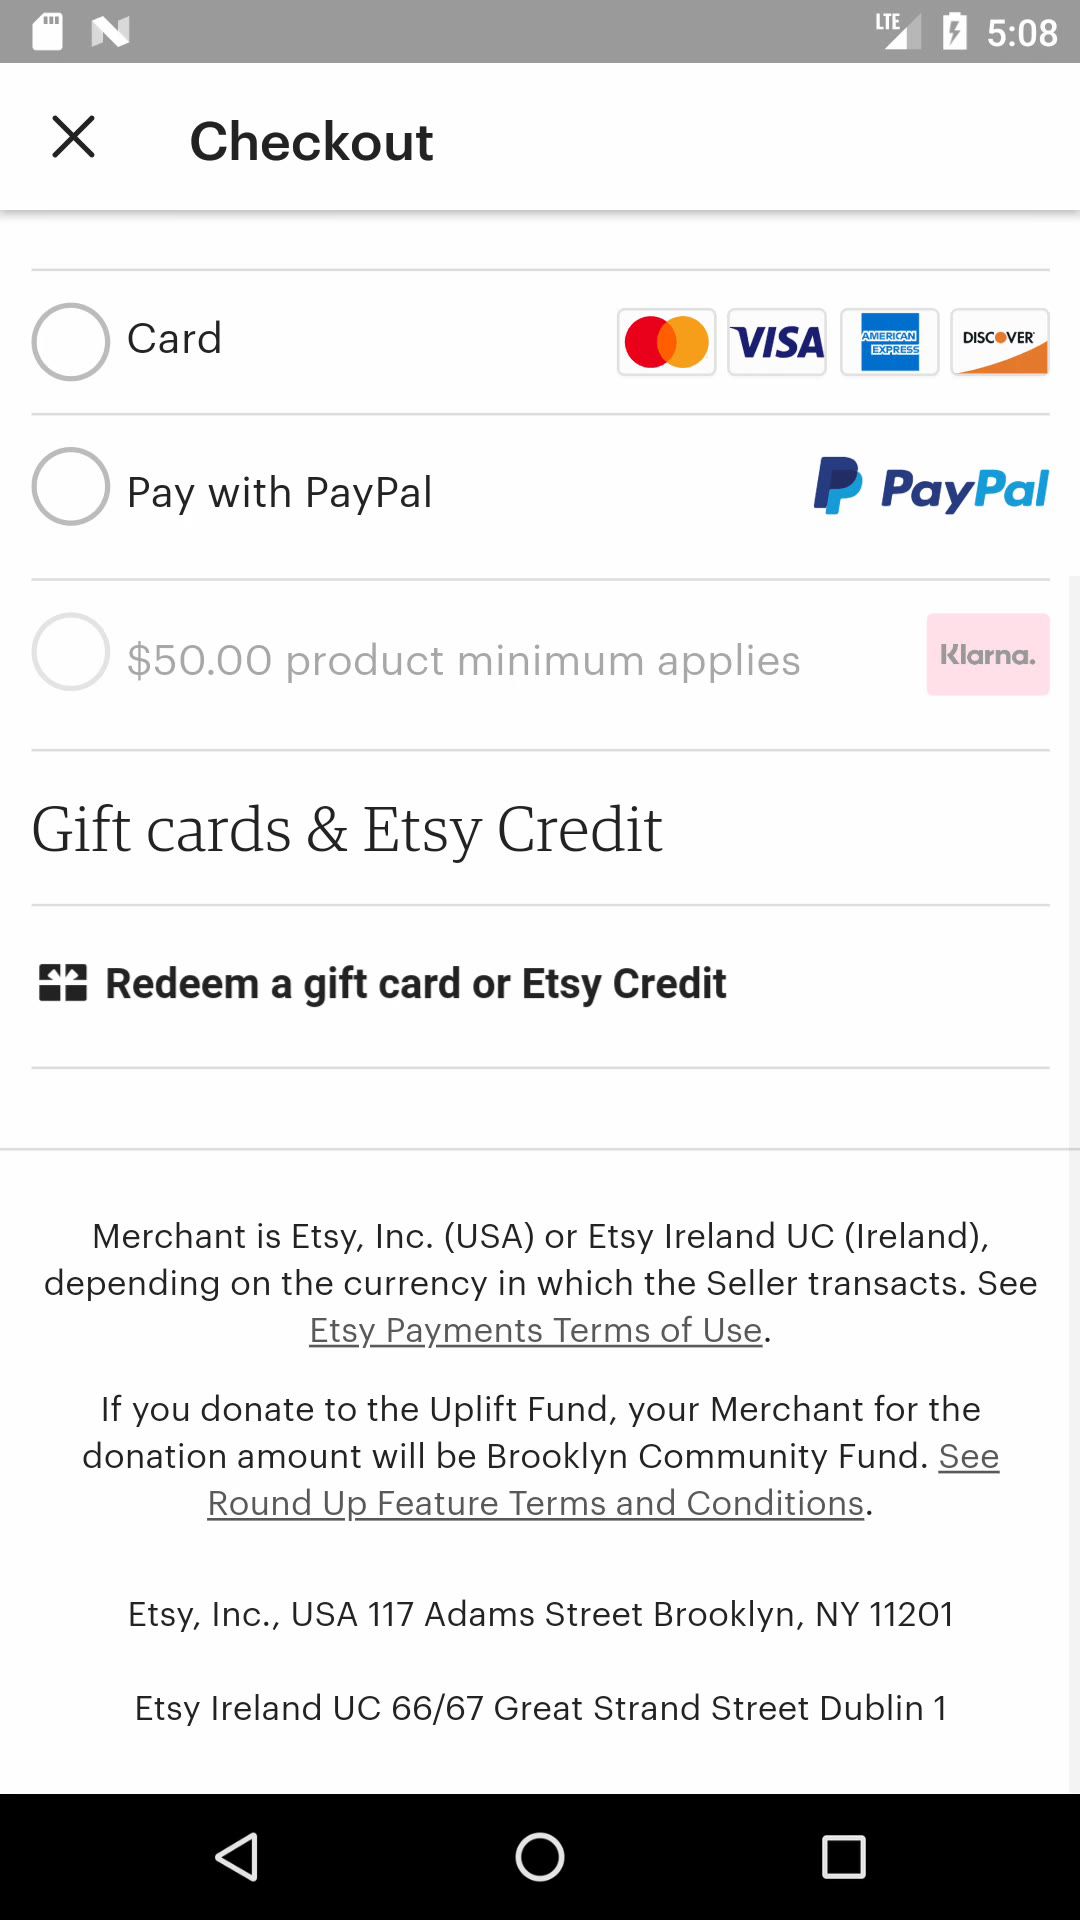 LTE 5:08
Checkout
Card VISA AMERICAN EXPRESS DISCOVER
Pay with PayPal PayPal
$50.00 product minimum applies Klarna.
Gift cards & Etsy Credit
Redeem a gift card or Etsy Credit
Merchant is Etsy, Inc. (USA) or Etsy Ireland UC (Ireland),
depending on the currency in which the Seller transacts. See
Etsy Payments Terms of Use.
If you donate to the Uplift Fund, your Merchant for the
donation amount will be Brooklyn Community Fund. See
Round Up Feature Terms and Conditions.
Etsy, Inc., USA 117 Adams Street Brooklyn, NY 11201
Etsy Ireland UC 66/67 Great Strand Street Dublin 1